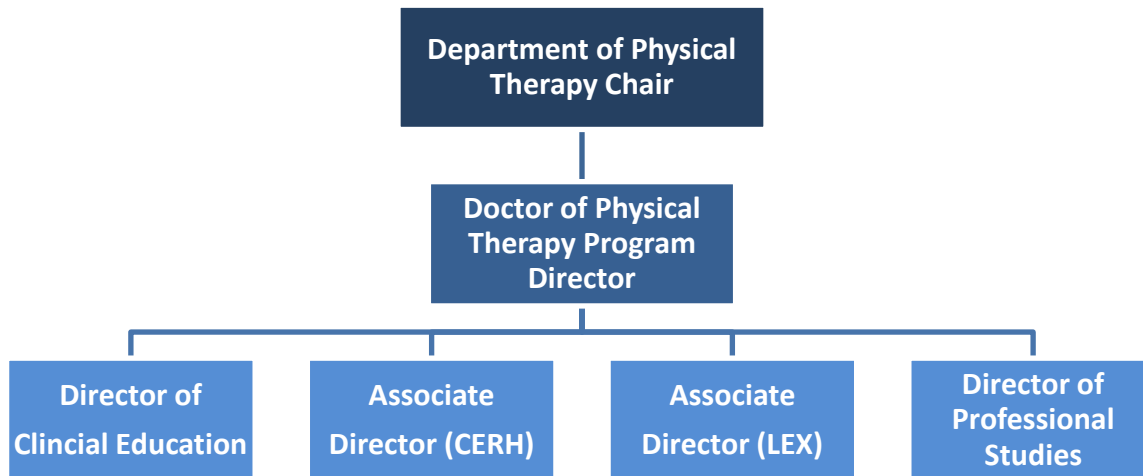 Department of Physical
Therapy Chair
Doctor of Physical
Therapy Program
Director
Director of
Clincial Education
Associate
Director (CERH)
Associate
Director (LEX)
Director of
Professional
Studies